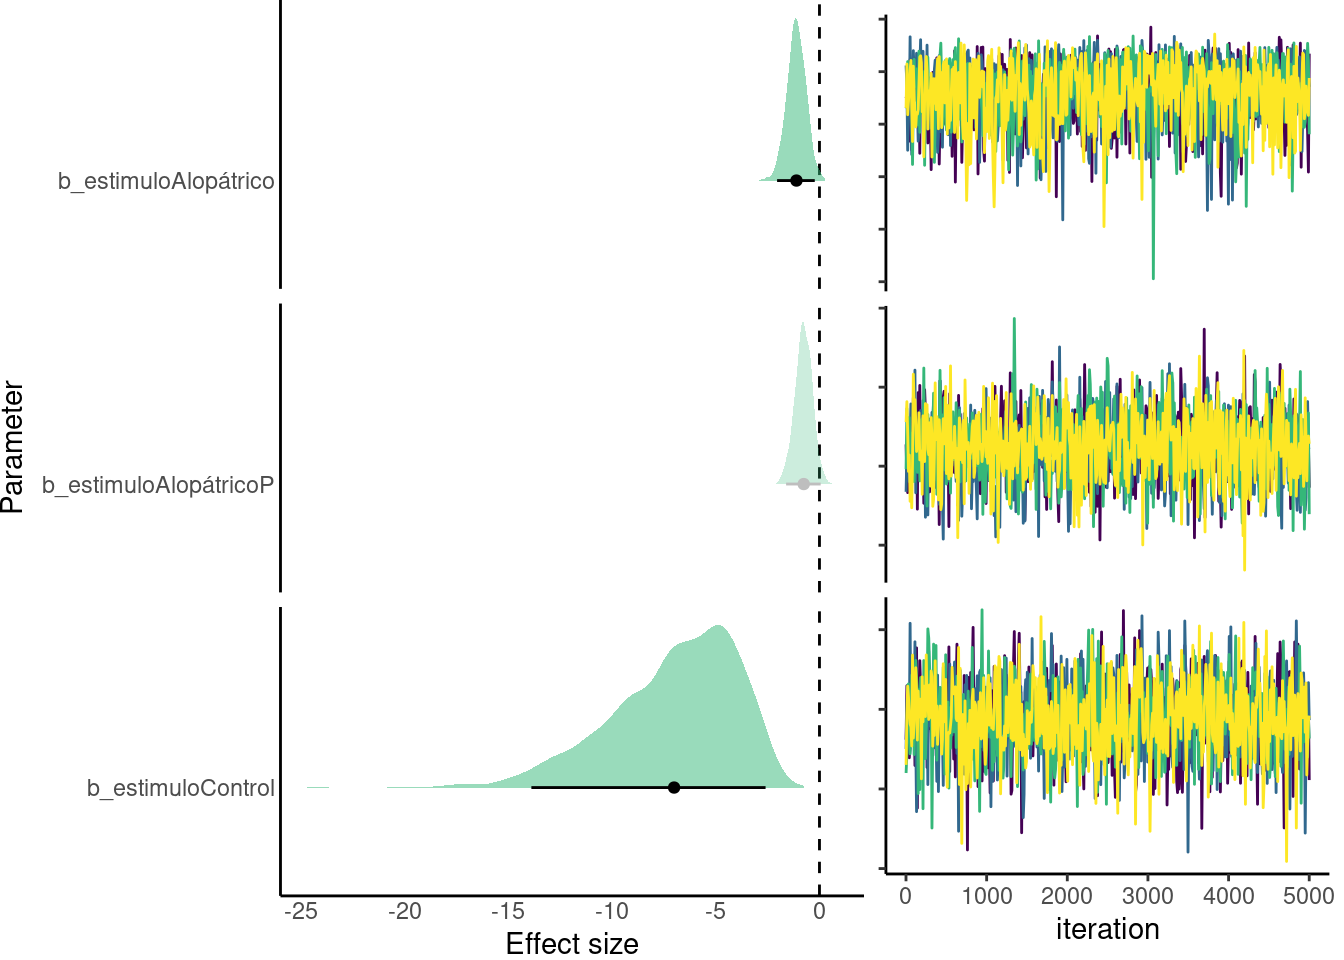 Parameter
b_estimuloAlopátrico
b_estimuloAlopátricoP
b_estimuloControl
-25 -20 -15 -10 -5 0
Effect size
0 1000 2000 3000 4000 5000
iteration